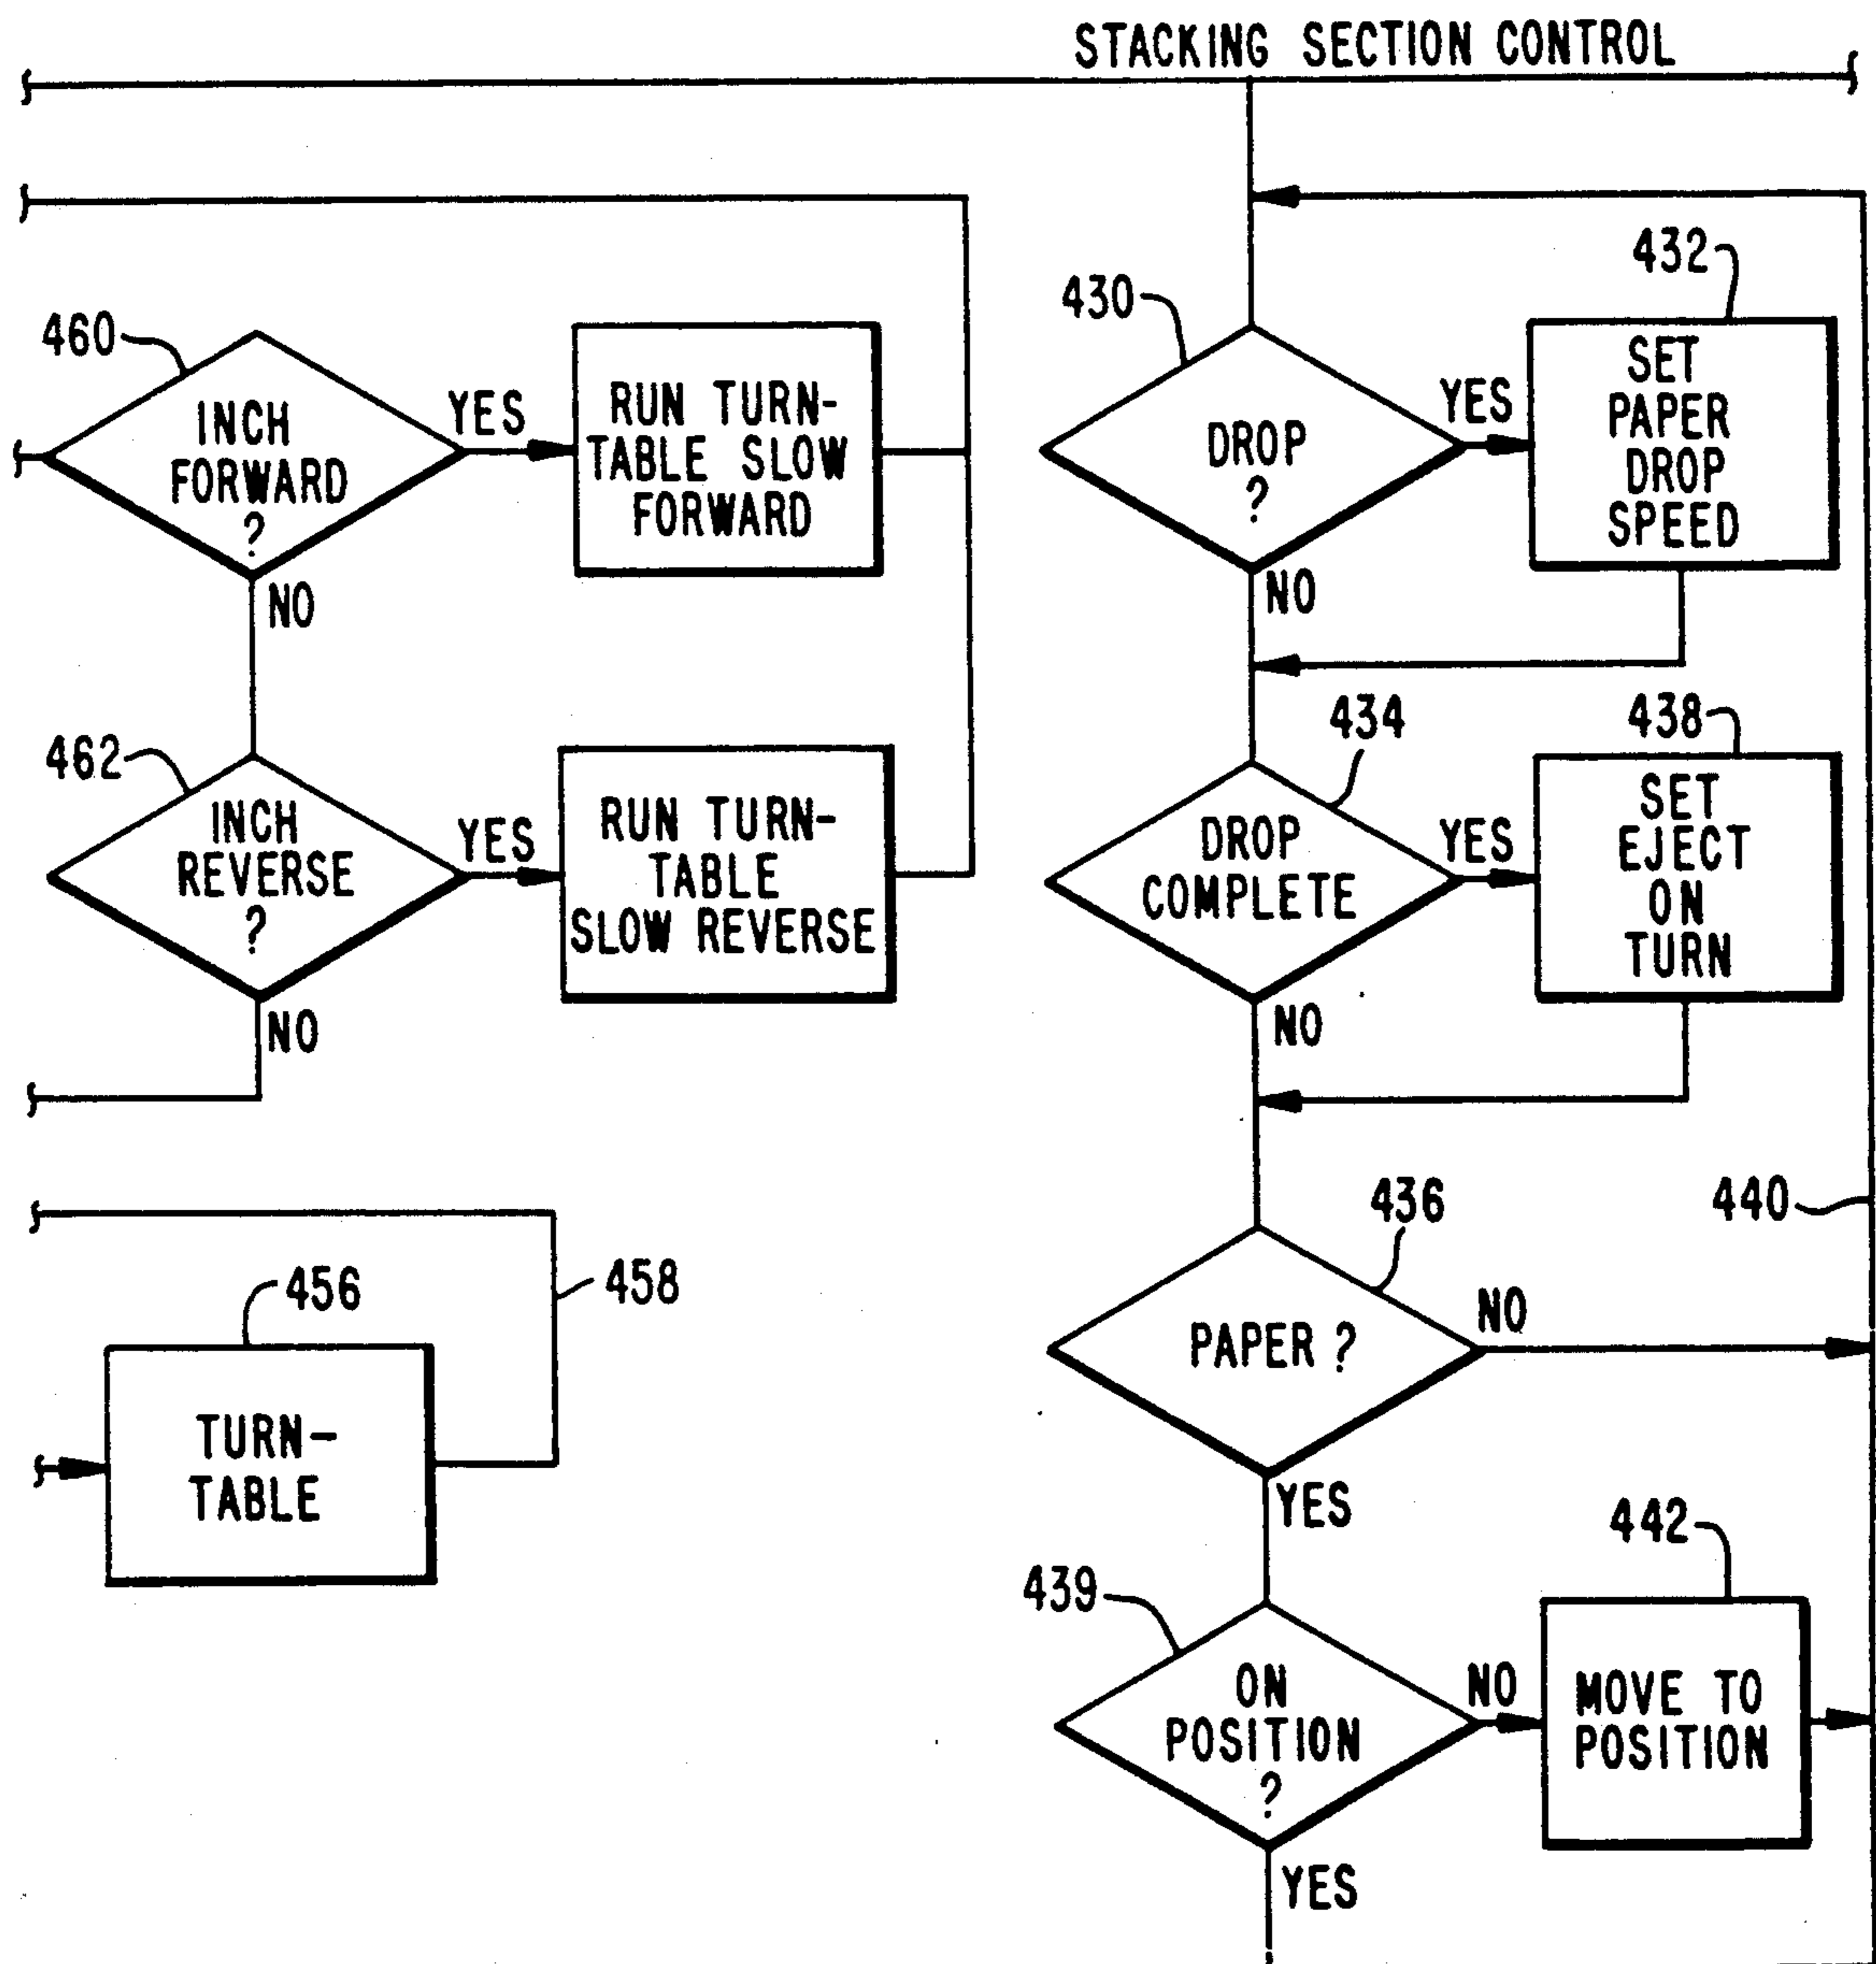 STACKING SECTION CONTROL
460
INCH
FORWARD
?
YES
RUN TURN-
TABLE SLOW
FORWARD
NO
462
INCH
REVERSE
?
YES
RUN TURN-
TABLE
SLOW REVERSE
NO
456
458
TURN-
TABLE
430
DROP
?
YES
432
SET
PAPER
DROP
SPEED
NO
434
DROP
COMPLETE
YES
438
SET
EJECT
ON
TURN
NO
436
440
PAPER ?
NO
YES
439
ON
POSITION
?
NO
442
MOVE TO
POSITION
YES